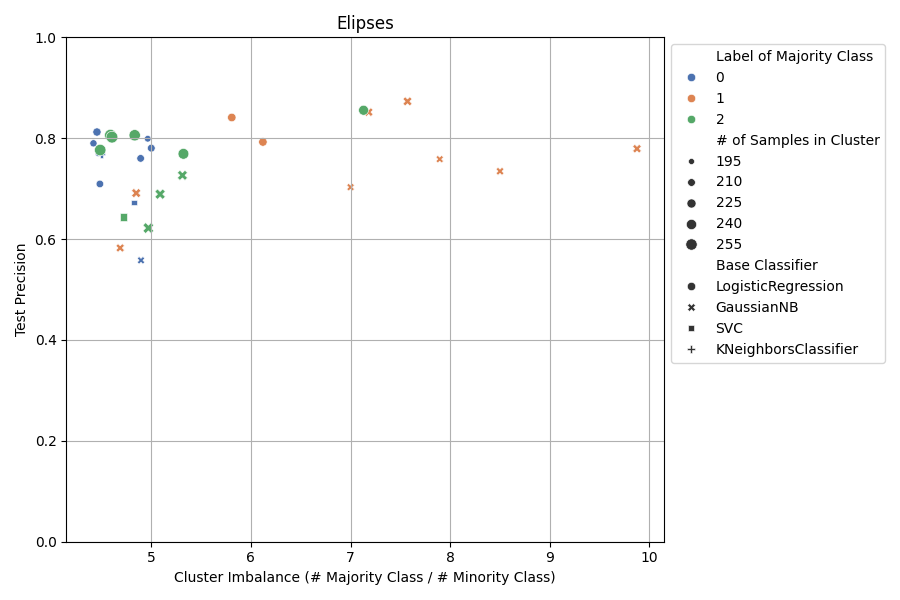 Elipses
1.0
0.8
0.6
0.4
0.2
0.0
Test Precision
5 6 7 8 9 10
Cluster Imbalance (# Majority Class / # Minority Class)
Label of Majority Class
0
1
2
# of Samples in Cluster
195
210
225
240
255
Base Classifier
LogisticRegression
GaussianNB
SVC
KNeighborsClassifier